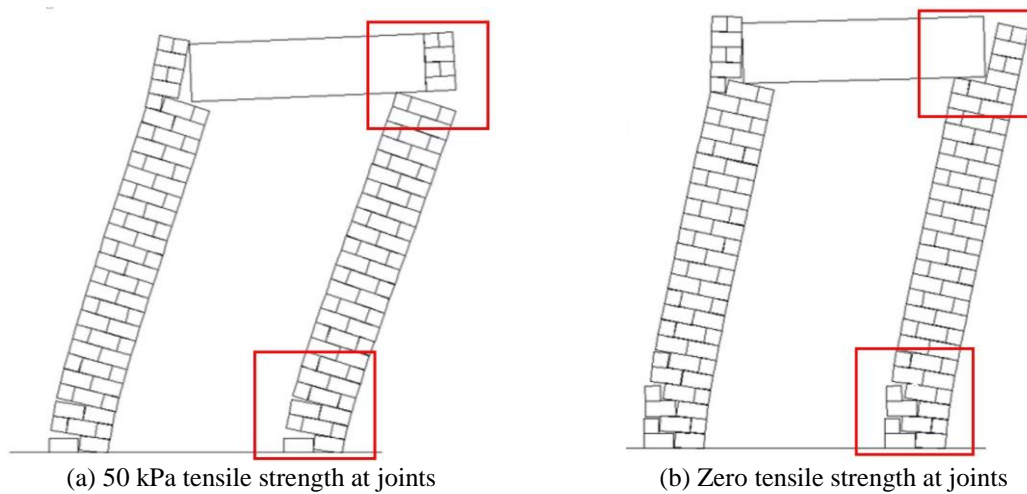 (a) 50 kPa tensile strength at joints
(b) Zero tensile strength at joints